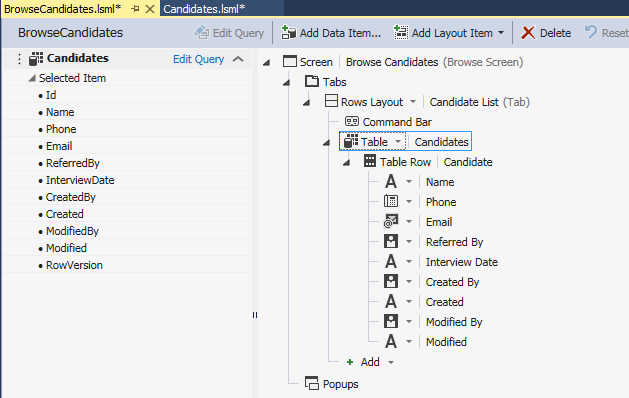 BrowseCandidates.lsml* Candidates.lsml*
BrowseCandidates Edit Query Add Data Item... Add Layout Item Delete Reset
Candidates Edit Query
Selected Item
Id
Name
Phone
Email
ReferredBy
InterviewDate
CreatedBy
Created
ModifiedBy
Modified
RowVersion
Screen Browse Candidates (Browse Screen)
Tabs
Rows Layout Candidate List (Tab)
Command Bar
Table Candidates
Table Row Candidate
A Name
Phone
Email
Referred By
A Interview Date
Created By
A Created
Modified By
A Modified
+ Add
Popups